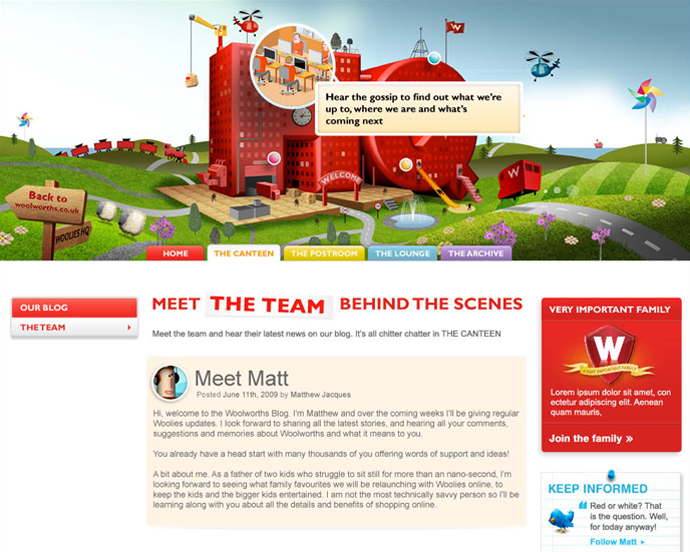 W
Hear the gossip to find out what we're
up to, where we are and what's
coming next
WELCOME
W
Back to
woolworths.co.uk
WOOLIES HQ
HOME
THE CANTEEN
THE POSTROOM
THE LOUNGE
THE ARCHIVE
OUR BLOG
THE TEAM
MEET THE TEAM BEHIND THE SCENES
Meet the team and hear their latest news on our blog. It's all chitter chatter in THE CANTEEN
Meet Matt
Posted June 11th, 2009 by Matthew Jacques
Hi, welcome to the Woolworths Blog. I'm Matthew and over the coming weeks I'll be giving regular
Woolies updates. I look forward to sharing all the latest stories, and hearing all your comments,
suggestions and memories about Woolworths and what it means to you.
You already have a head start with many thousands of you offering words of support and ideas!
A bit about me. As a father of two kids who struggle to sit still for more than an nano-second, I'm
looking forward to seeing what family favourites we will be relaunching with Woolies online, to
keep the kids and the bigger kids entertained. I am not the most technically savvy person so I'll be
learning along with you about all the details and benefits of shopping online.
VERY IMPORTANT FAMILY
W
A VERY IMPORTANT FAMILY
Lorem ipsum dolor sit amet, con
ectetur adipiscing elit. Aenean
quam mauris,
Join the family »
KEEP INFORMED
Red or white? That
is the question. Well,
for today anyway!
Follow Matt